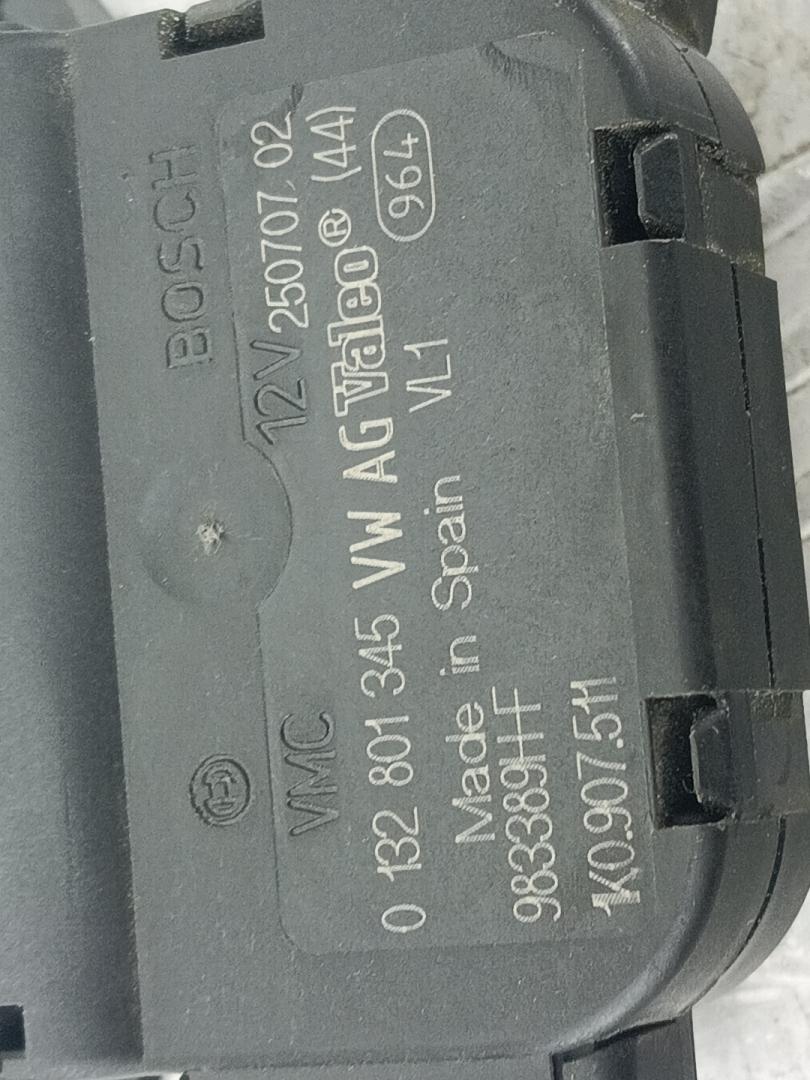 BOSCH
VMC 12V 250707 02
0 132 801 345 VW AG Valeo® (44)
Made in Spain VL1 964
983389HF
1K0.907.511